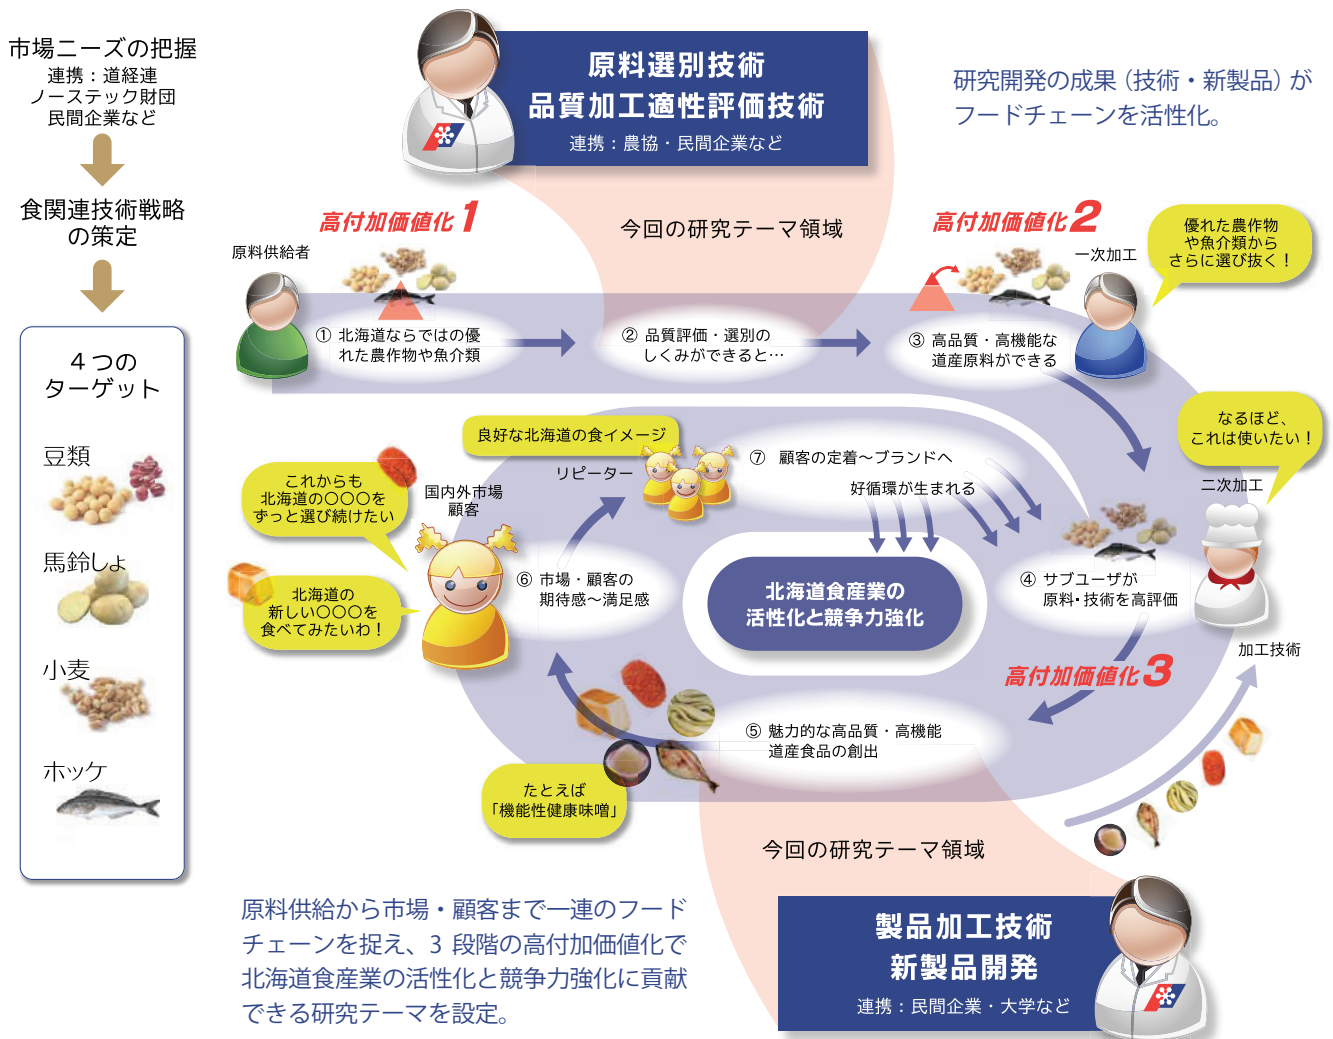 市場ニーズの把握
連携：道経連
ノーステック財団
民間企業など
食関連技術戦略
の策定
４つの
ターゲット
豆類
馬鈴しょ
小麦
ホッケ
原料選別技術
品質加工適性評価技術
連携：農協・民間企業など
研究開発の成果（技術・新製品）が
フードチェーンを活性化。
今回の研究テーマ領域
高付加価値化1
原料供給者
① 北海道ならではの優
れた農作物や魚介類
② 品質評価・選別の
しくみができると…
高付加価値化2
一次加工
優れた農作物
や魚介類から
さらに選び抜く！
③ 高品質・高機能な
道産原料ができる
なるほど、
これは使いたい！
二次加工
④ サブユーザが
原料・技術を高評価
加工技術
高付加価値化3
⑤ 魅力的な高品質・高機能
道産食品の創出
たとえば
「機能性健康味噌」
国内外市場
顧客
これからも
北海道の〇〇〇を
ずっと選び続けたい
北海道の
新しい〇〇〇を
食べてみたいわ！
⑥ 市場・顧客の
期待感～満足感
良好な北海道の食イメージ
リピーター
⑦ 顧客の定着～ブランドへ
好循環が生まれる
北海道食産業の
活性化と競争力強化
今回の研究テーマ領域
製品加工技術
新製品開発
連携：民間企業・大学など
原料供給から市場・顧客まで一連のフード
チェーンを捉え、3 段階の高付加価値化で
北海道食産業の活性化と競争力強化に貢献
できる研究テーマを設定。